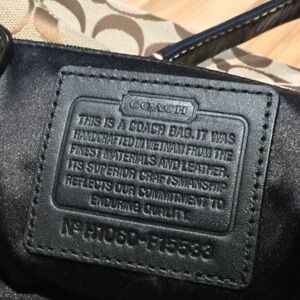 COACH
THIS IS A COACH BAG. IT WAS
HANDCRAFTED IN VIETNAM FROM THE
FINEST MATERIALS AND LEATHER.
ITS SUPERIOR CRAFTSMANSHIP
REFLECTS OUR COMMITMENT TO
ENDURING QUALITY.
Nº H1060-F15533